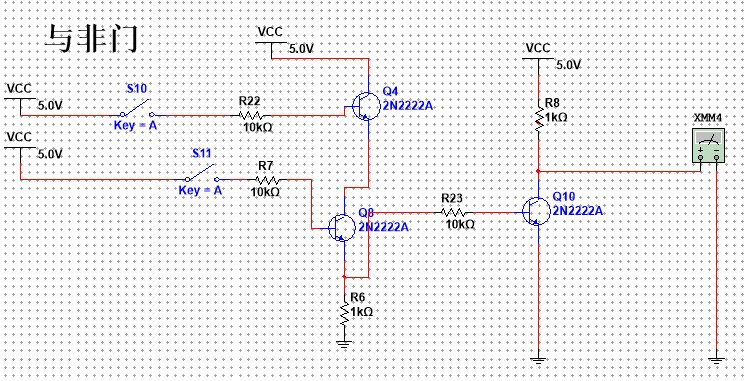 与非门
VCC
5.0V
VCC
5.0V
VCC
5.0V
S10
Key = A
R22
10kΩ
Q4
2N2222A
R8
1kΩ
XMM4
VCC
5.0V
S11
Key = A
R7
10kΩ
Q3
2N2222A
R23
10kΩ
Q10
2N2222A
R6
1kΩ